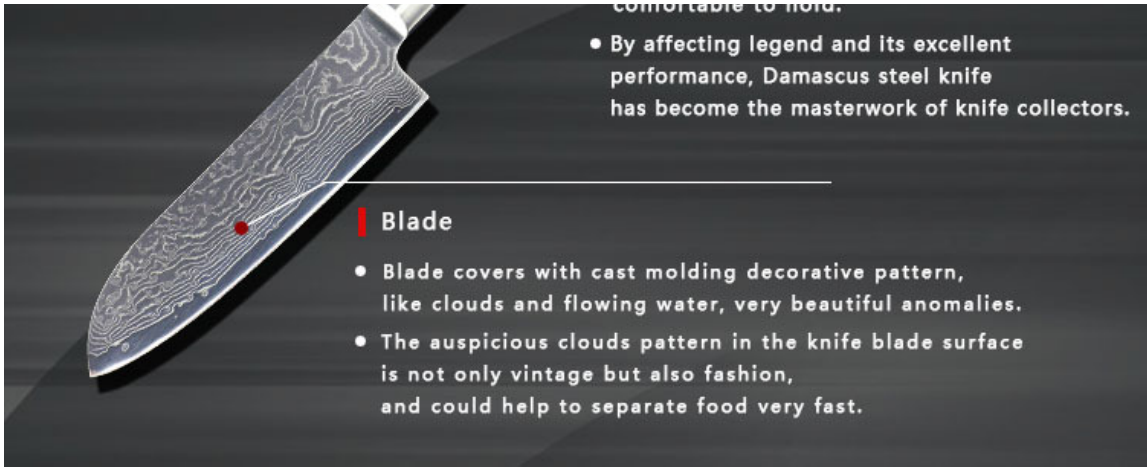 comfortable to hold.
• By affecting legend and its excellent
performance, Damascus steel knife
has become the masterwork of knife collectors.
Blade
• Blade covers with cast molding decorative pattern,
like clouds and flowing water, very beautiful anomalies.
• The auspicious clouds pattern in the knife blade surface
is not only vintage but also fashion,
and could help to separate food very fast.